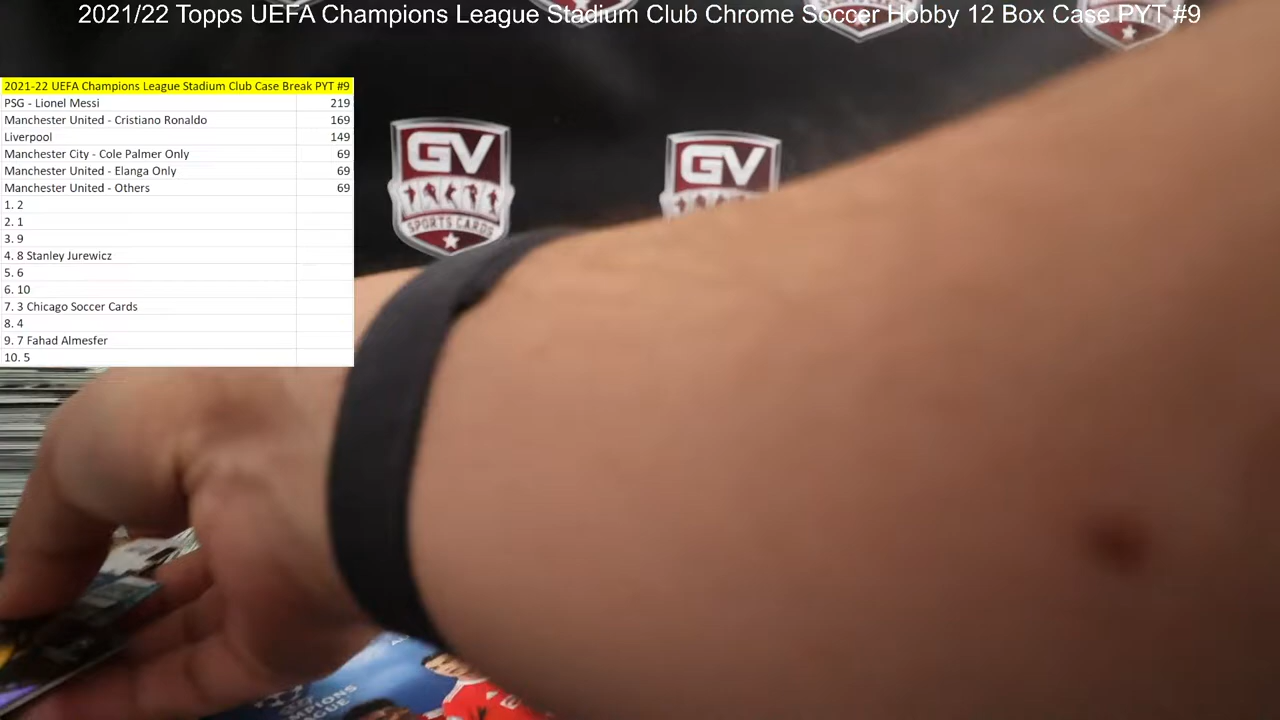 2021/22 Topps UEFA Champions League Stadium Club Chrome Soccer Hobby 12 Box Case PYT #9
2021-22 UEFA Champions League Stadium Club Case Break PYT #9
PSG - Lionel Messi 219
Manchester United - Cristiano Ronaldo 169
Liverpool 149
Manchester City - Cole Palmer Only 69
Manchester United - Elanga Only 69
Manchester United - Others 69
1. 2
2. 1
3. 9
4. 8 Stanley Jurewicz
5. 6
6. 10
7. 3 Chicago Soccer Cards
8. 4
9. 7 Fahad Almesfer
10. 5
GV
SPORTS CARDS
GV